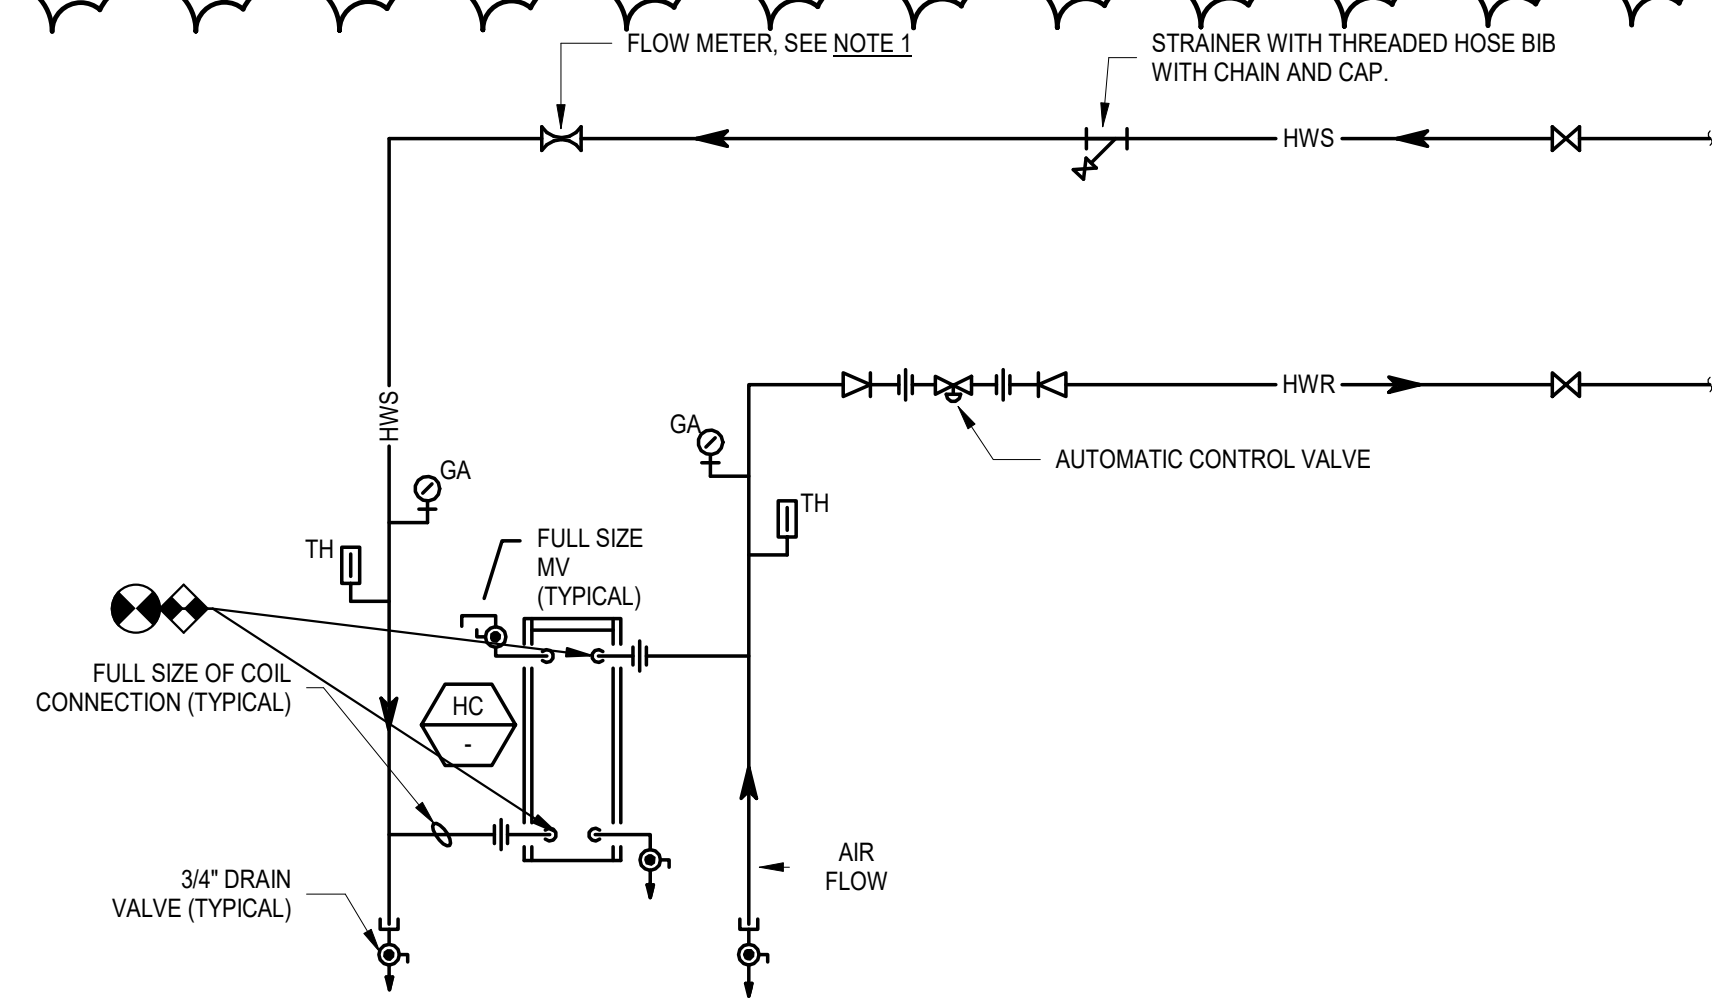 FLOW METER, SEE NOTE 1
STRAINER WITH THREADED HOSE BIB
WITH CHAIN AND CAP.
HWS
HWS
HWR
GA
AUTOMATIC CONTROL VALVE
GA
TH
TH
FULL SIZE
MV
(TYPICAL)
FULL SIZE OF COIL
CONNECTION (TYPICAL)
HC
-
AIR
FLOW
3/4" DRAIN
VALVE (TYPICAL)